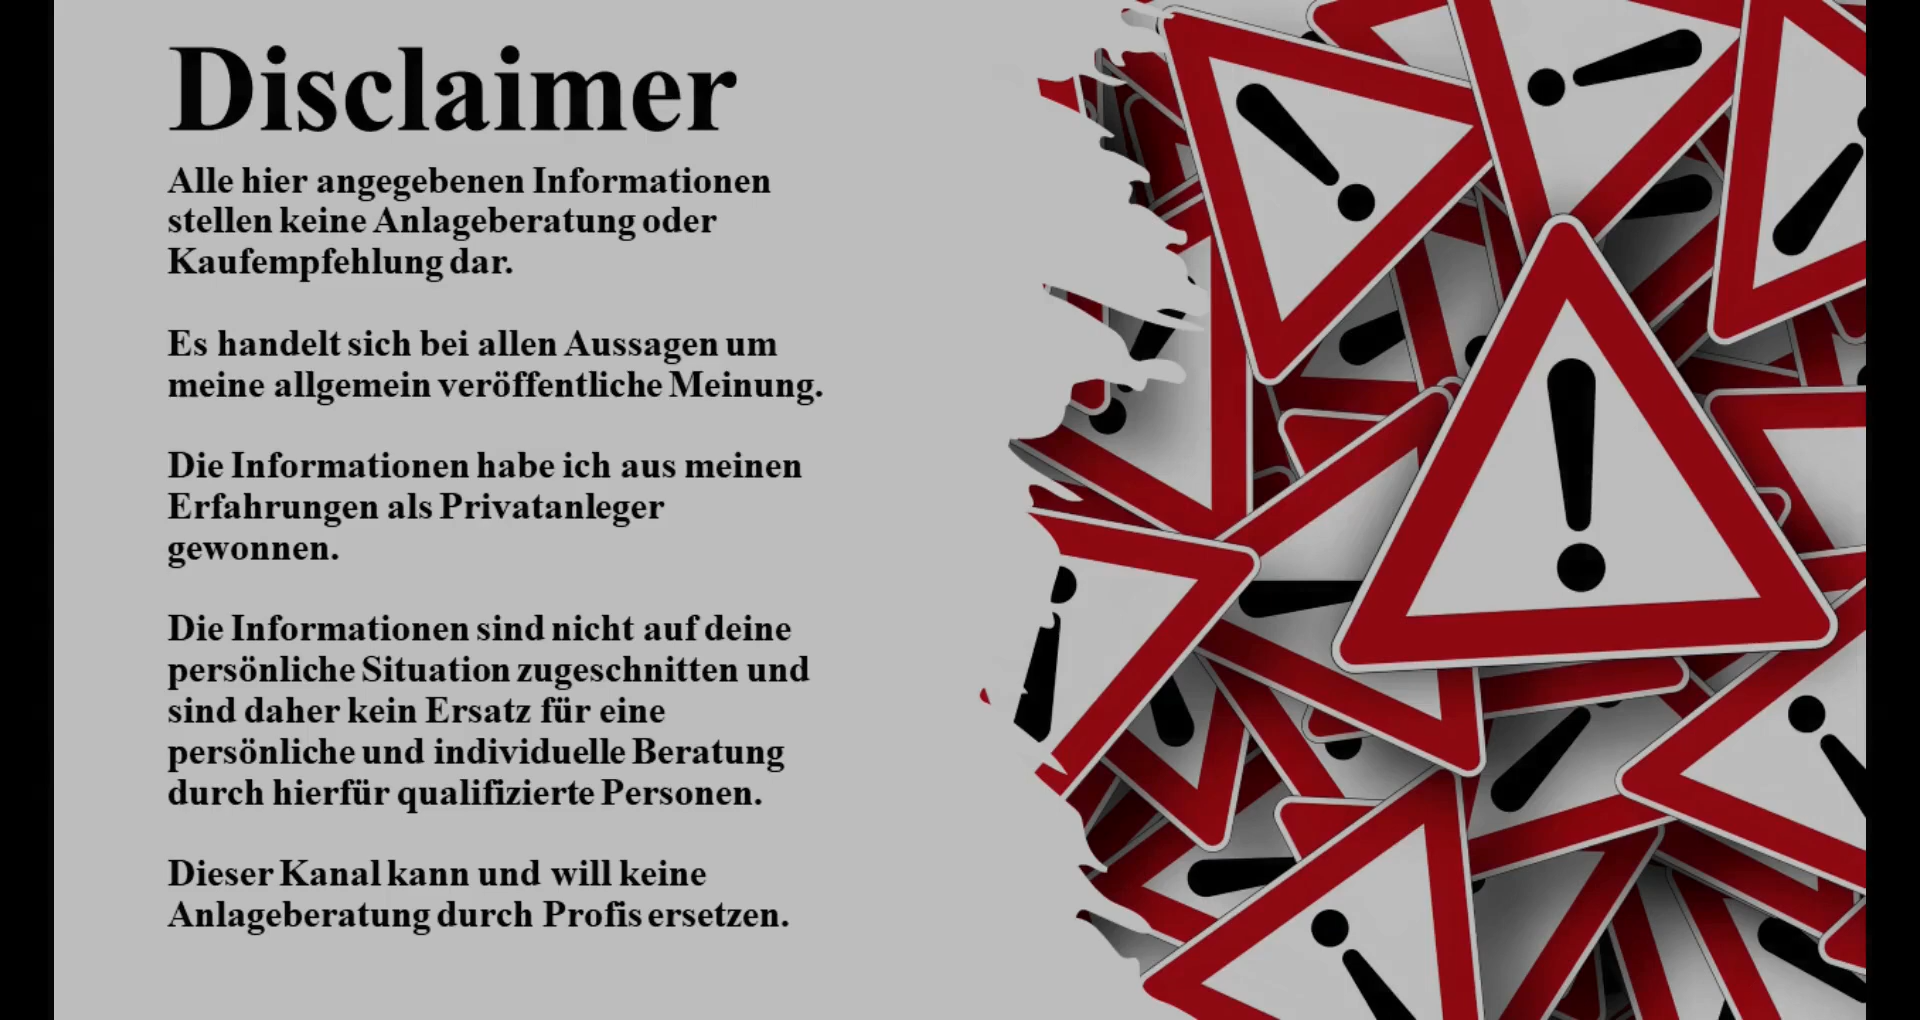 Disclaimer
Alle hier angegebenen Informationen
stellen keine Anlageberatung oder
Kaufempfehlung dar.
Es handelt sich bei allen Aussagen um
meine allgemein veröffentliche Meinung.
Die Informationen habe ich aus meinen
Erfahrungen als Privatanleger
gewonnen.
Die Informationen sind nicht auf deine
persönliche Situation zugeschnitten und
sind daher kein Ersatz für eine
persönliche und individuelle Beratung
durch hierfür qualifizierte Personen.
Dieser Kanal kann und will keine
Anlageberatung durch Profis ersetzen.